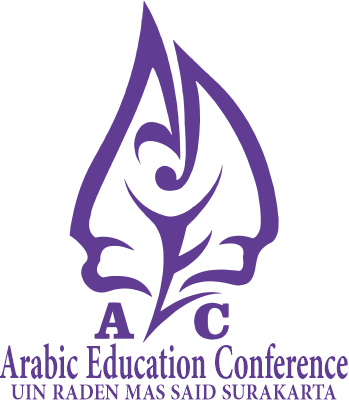 A C
Arabic Education Conference
UIN RADEN MAS SAID SURAKARTA